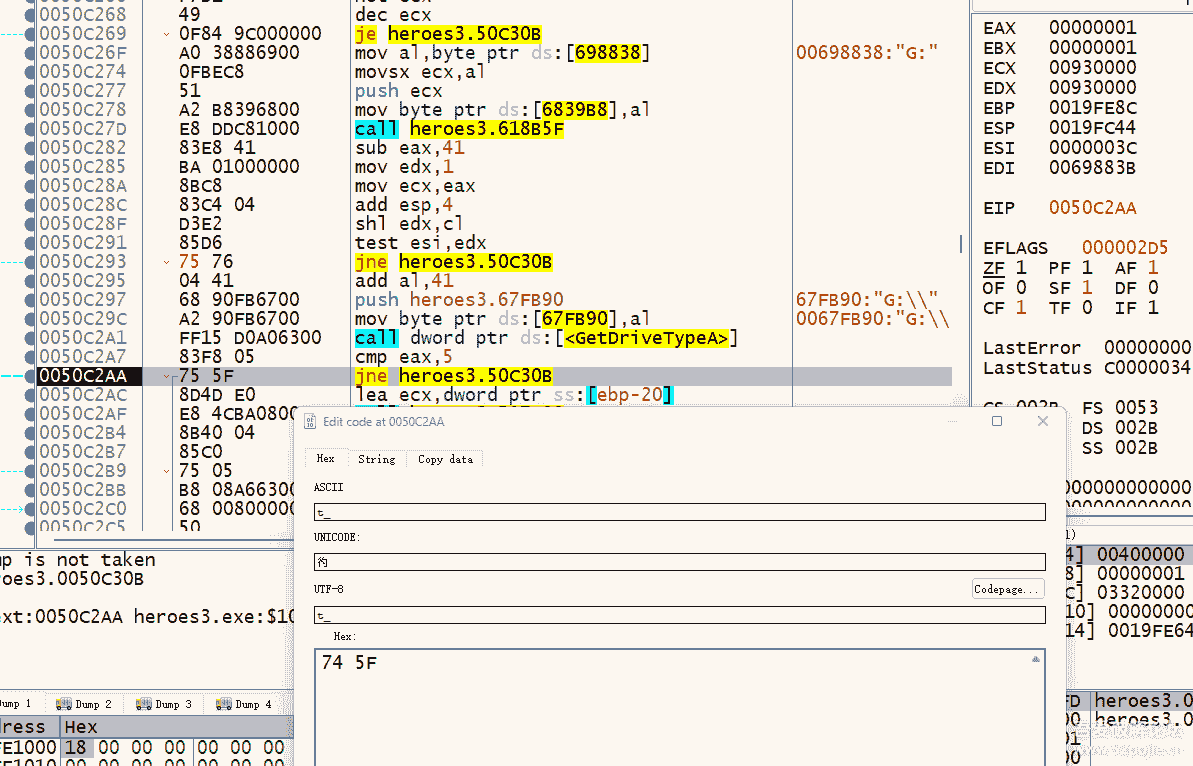 0050C268 49 dec ecx
0050C269 0F84 9C000000 je heroes3.50C30B
0050C26F A0 38886900 mov al,byte ptr ds:[698838] 00698838:"G:"
0050C274 0FBEC8 movsx ecx,al
0050C277 51 push ecx
0050C278 A2 B8396800 mov byte ptr ds:[6839B8],al
0050C27D E8 DDC81000 call heroes3.618B5F
0050C282 83E8 41 sub eax,41
0050C285 BA 01000000 mov edx,1
0050C28A 8BC8 mov ecx,eax
0050C28C 83C4 04 add esp,4
0050C28F D3E2 shl edx,cl
0050C291 85D6 test esi,edx
0050C293 75 76 jne heroes3.50C30B
0050C295 04 41 add al,41
0050C297 68 90FB6700 push heroes3.67FB90 67FB90:"G:\\"
0050C29C A2 90FB6700 mov byte ptr ds:[67FB90],al 0067FB90:"G:\\
0050C2A1 FF15 D0A06300 call dword ptr ds:[<GetDriveTypeA>]
0050C2A7 83F8 05 cmp eax,5
0050C2AA 75 5F jne heroes3.50C30B
0050C2AC 8D4D E0 lea ecx,dword ptr ss:[ebp-20]
0050C2AF E8 4CBA0800
0050C2B4 8B40 04
0050C2B7 85C0
0050C2B9 75 05
0050C2BB B8 08A66300
0050C2C0 68 00800000
0050C2C5 50
EAX 00000001
EBX 00000001
ECX 00930000
EDX 00930000
EBP 0019FE8C
ESP 0019FC44
ESI 0000003C
EDI 0069883B
EIP 0050C2AA
EFLAGS 000002D5
ZF 1 PF 1 AF 1
OF 0 SF 1 DF 0
CF 1 TF 0 IF 1
LastError 00000000
LastStatus C0000034
GS 002B FS 0053
DS 002B
SS 002B
Edit code at 0050C2AA
Hex String Copy data
ASCII
t_
UNICODE:
UTF-8
Codepage...
t_
Hex:
74 5F
mp is not taken
roes3.0050C30B
ext:0050C2AA heroes3.exe:$10
4] 00400000
8] 00000001
C] 03320000
10] 00000000
14] 0019FE64
ump 1 Dump 2 Dump 3 Dump 4
dress Hex
FE1000 18 00 00 00 00 00 00
heroes3.0
heroes3.0